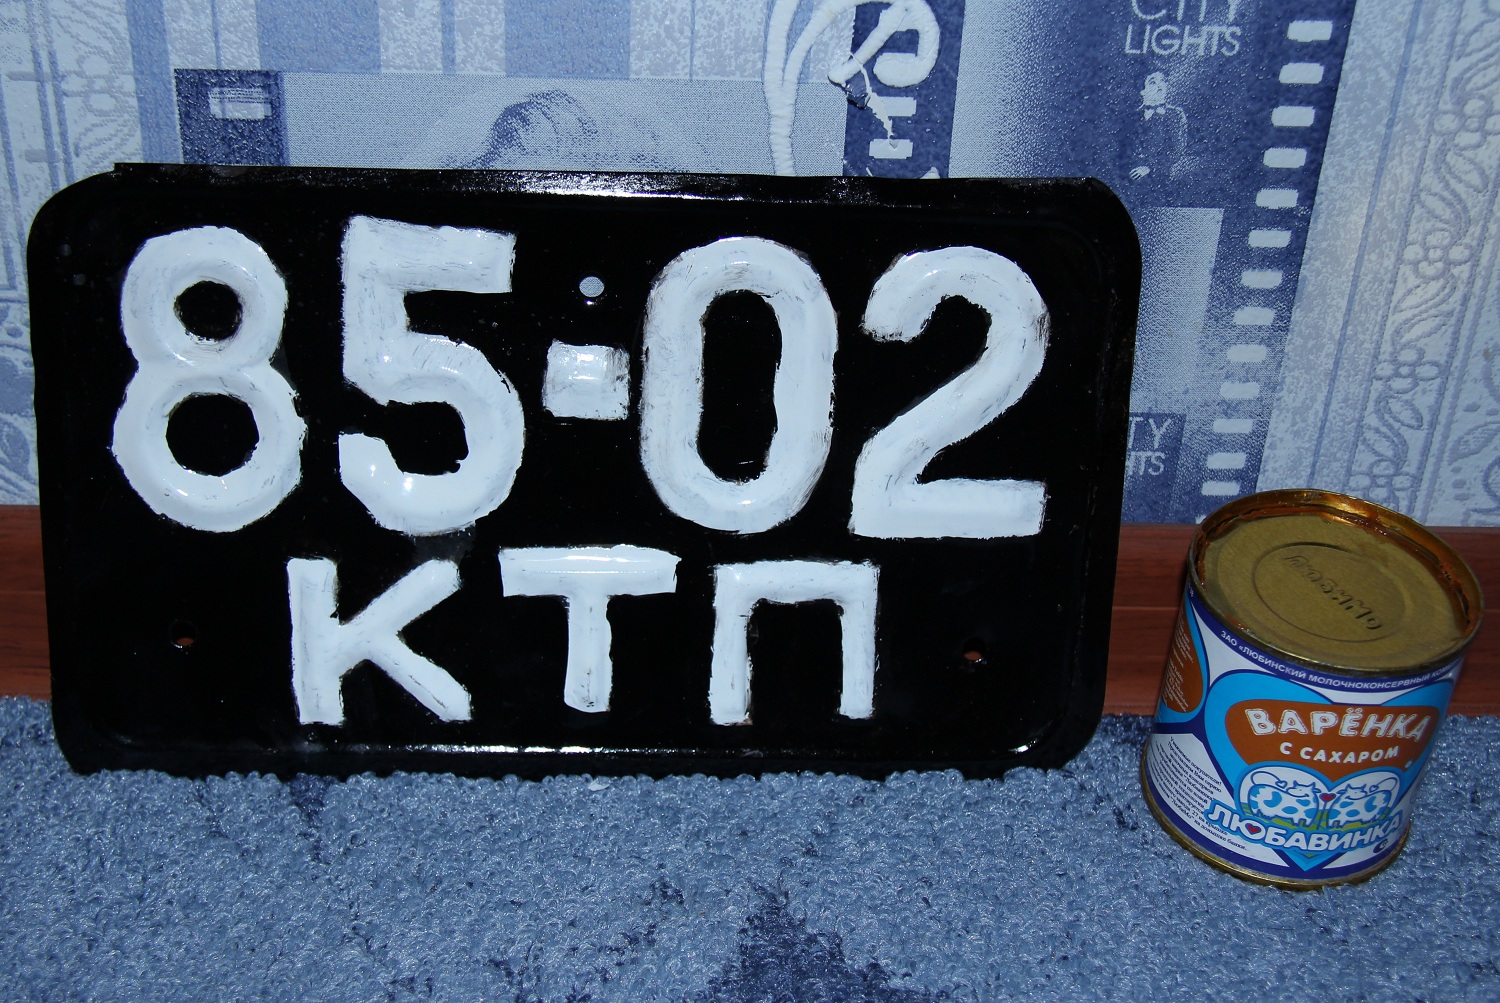 CITY
LIGHTS
85-02
КТП
ЗАО «ЛЮБИНСКИЙ МОЛОЧНОКОНСЕРВНЫЙ
ВАРЁНКА
С САХАРОМ
ЛЮБАВИНКА